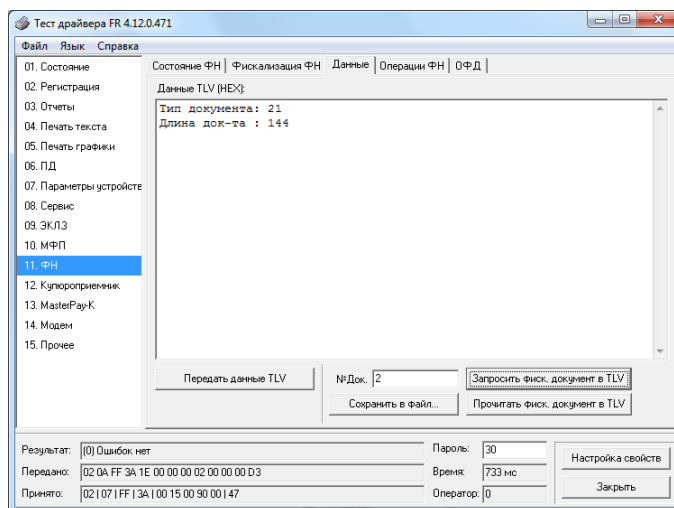 Тест драйвера FR 4.12.0.471
Файл Язык Справка
01. Состояние
02. Регистрация
03. Отчеты
04. Печать текста
05. Печать графики
06. ПД
07. Параметры устройств
08. Сервис
09. ЭКЛЗ
10. МФП
11. ФН
12. Купюроприемник
13. MasterPay-K
14. Модем
15. Прочее
Состояние ФН Фискализация ФН Данные Операции ФН ОФД
Данные TLV (HEX):
Тип документа: 21
Длина док-та : 144
Передать данные TLV
№Док. 2
Запросить фиск. документ в TLV
Сохранить в файл...
Прочитать фиск. документ в TLV
Результат: (0) Ошибок нет
Передано: 02 0A FF 3A 1E 00 00 00 02 00 00 00 D3
Принято: 02 | 07 | FF | 3A | 00 15 00 90 00 | 47
Пароль: 30
Время: 733 мс
Оператор: 0
Настройка свойств
Закрыть